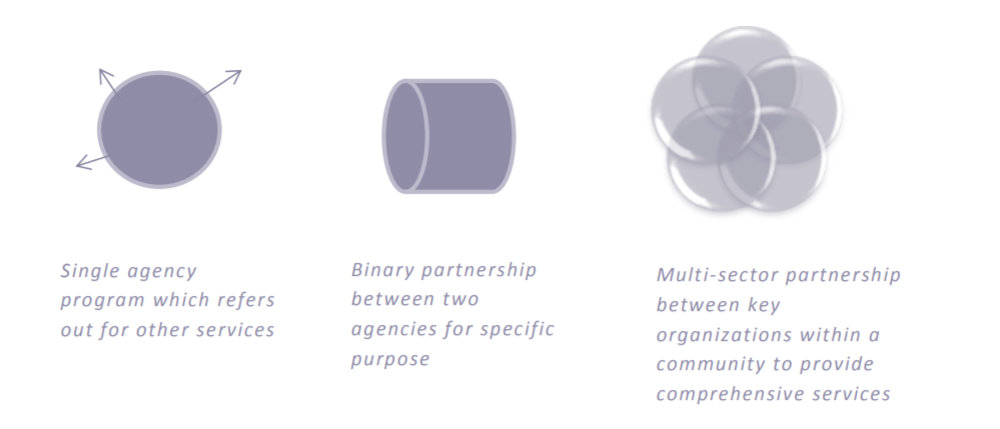 Single agency
program which refers
out for other services
Binary partnership
between two
agencies for specific
purpose
Multi-sector partnership
between key
organizations within a
community to provide
comprehensive services